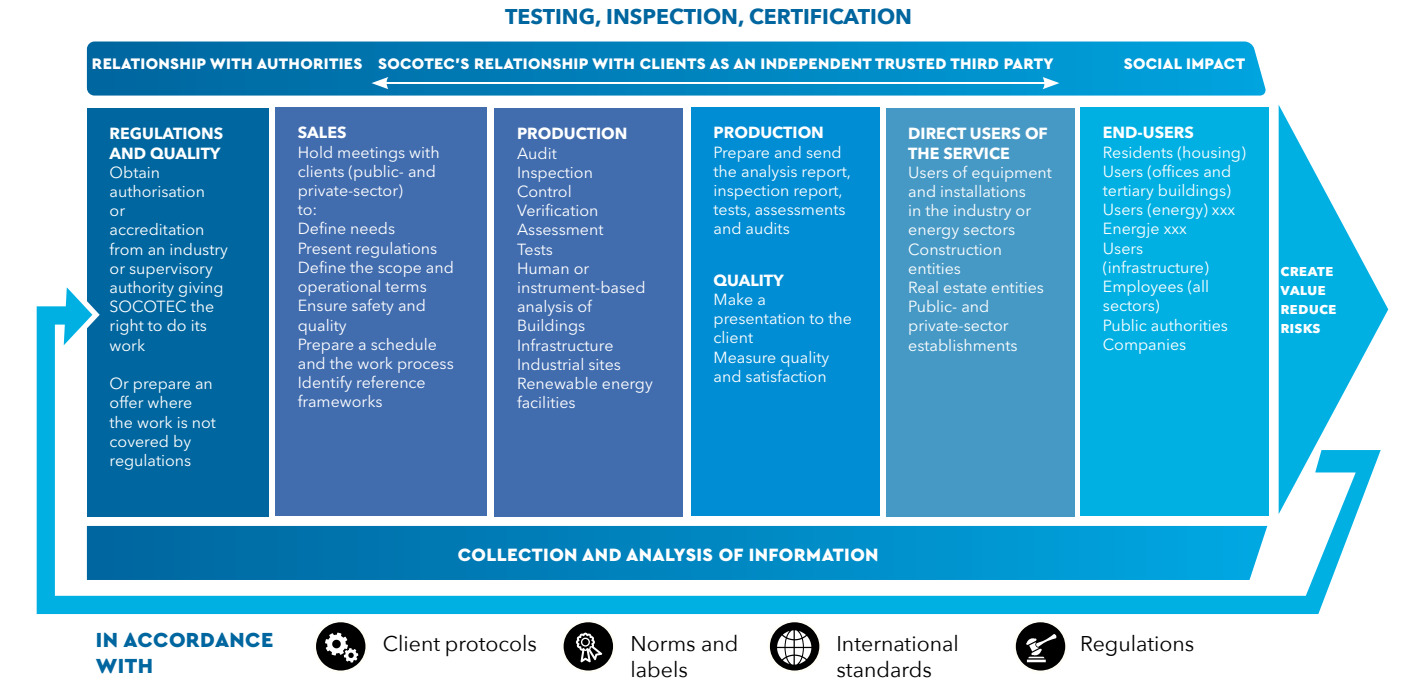 TESTING, INSPECTION, CERTIFICATION
RELATIONSHIP WITH AUTHORITIES
SOCOTEC'S RELATIONSHIP WITH CLIENTS AS AN INDEPENDENT TRUSTED THIRD PARTY
SOCIAL IMPACT
REGULATIONS
AND QUALITY
Obtain
authorisation
or
accreditation
from an industry
or supervisory
authority giving
SOCOTEC the
right to do its
work
Or prepare an
offer where
the work is not
covered by
regulations
SALES
Hold meetings with
clients (public- and
private-sector)
to:
Define needs
Present regulations
Define the scope and
operational terms
Ensure safety and
quality
Prepare a schedule
and the work process
Identify reference
frameworks
PRODUCTION
Audit
Inspection
Control
Verification
Assessment
Tests
Human or
instrument-based
analysis of
Buildings
Infrastructure
Industrial sites
Renewable energy
facilities
PRODUCTION
Prepare and send
the analysis report,
inspection report,
tests, assessments
and audits
QUALITY
Make a
presentation to the
client
Measure quality
and satisfaction
DIRECT USERS OF
THE SERVICE
Users of equipment
and installations
in the industry or
energy sectors
Construction
entities
Real estate entities
Public- and
private-sector
establishments
END-USERS
Residents (housing)
Users (offices and
tertiary buildings)
Users (energy) xxx
Energje xxx
Users
(infrastructure)
Employees (all
sectors)
Public authorities
Companies
CREATE
VALUE
REDUCE
RISKS
COLLECTION AND ANALYSIS OF INFORMATION
IN ACCORDANCE
WITH
Client protocols
Norms and
labels
International
standards
Regulations